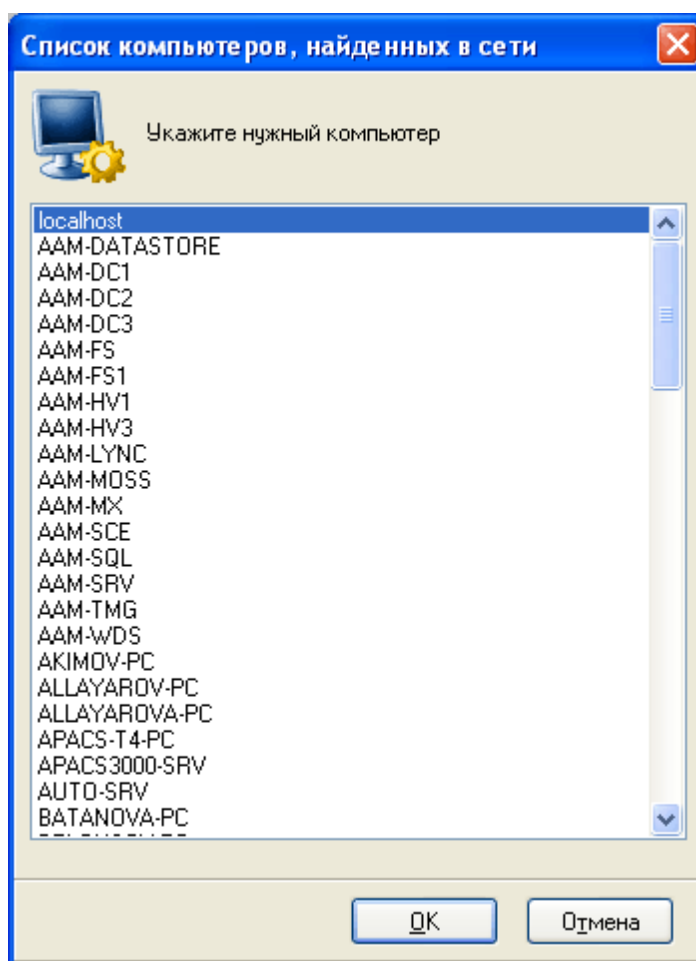 Список компьютеров, найденных в сети
Укажите нужный компьютер
localhost
AAM-DATASTORE
AAM-DC1
AAM-DC2
AAM-DC3
AAM-FS
AAM-FS1
AAM-HV1
AAM-HV3
AAM-LYNC
AAM-MOSS
AAM-MX
AAM-SCE
AAM-SQL
AAM-SRV
AAM-TMG
AAM-WDS
AKIMOV-PC
ALLAYAROV-PC
ALLAYAROVA-PC
APACS-T4-PC
APACS3000-SRV
AUTO-SRV
BATANOVA-PC
OK Отмена